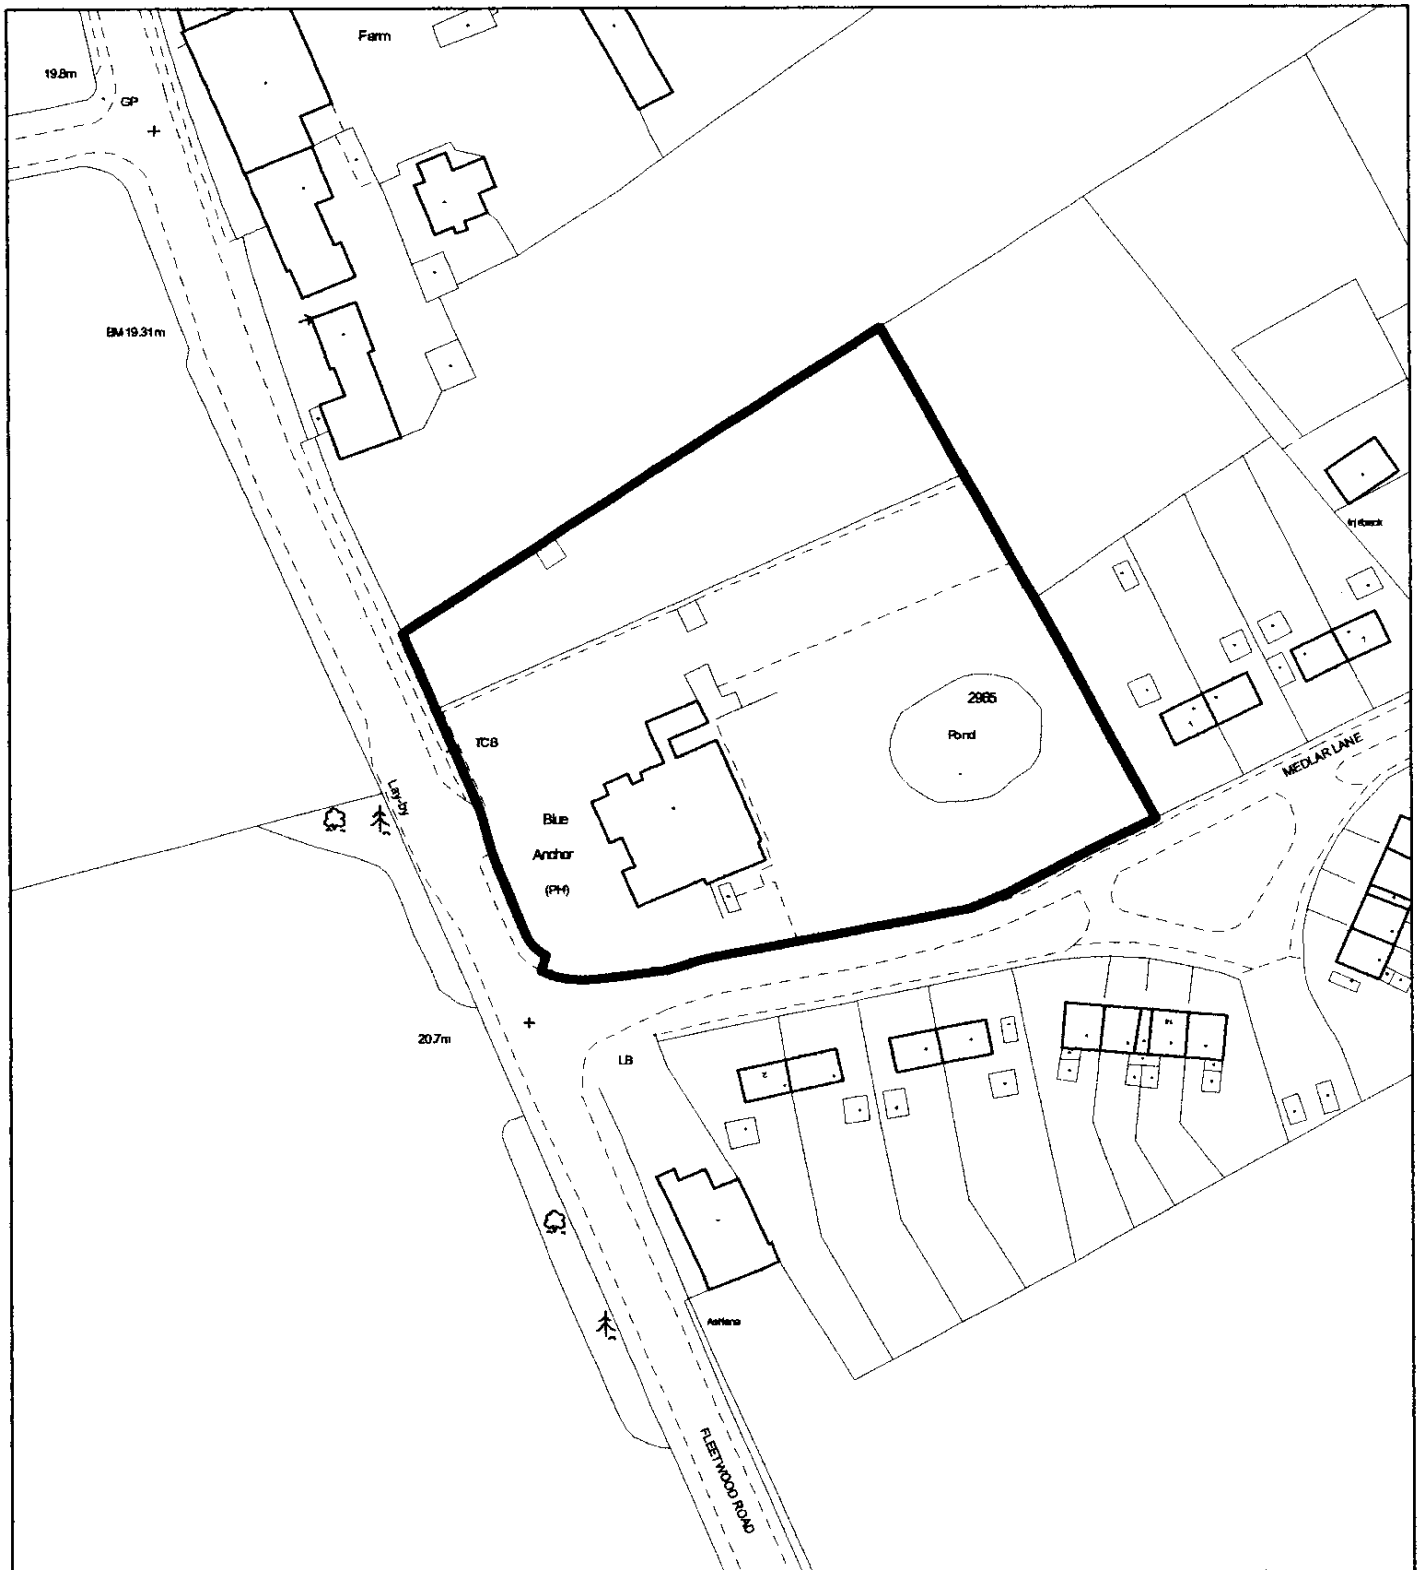 Farm
19.8m
GP
BM 19.31m
TCB
2965
Pond
MEDLAR LANE
Lay-by
Blue
Anchor
(PH)
20.7m
LB
2
FLEETWOOD ROAD